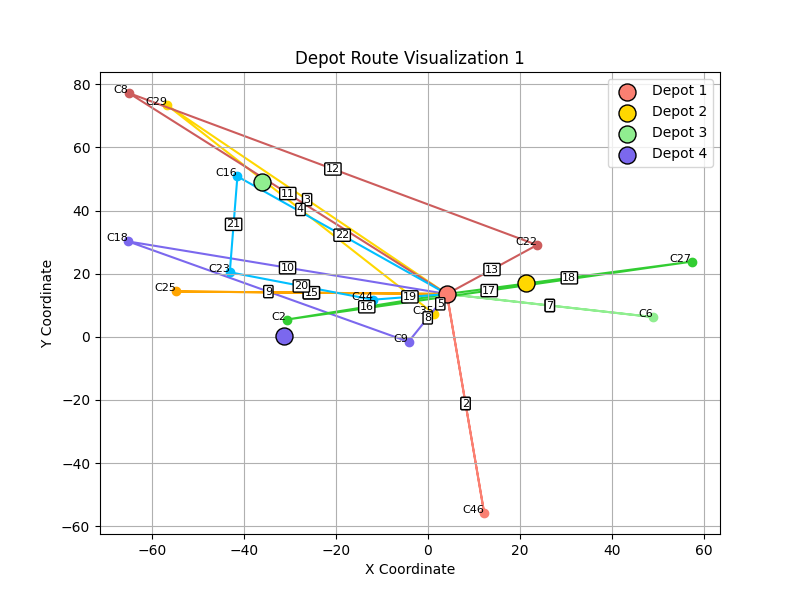 Depot Route Visualization 1
Depot 1
Depot 2
Depot 3
Depot 4
C8
C29
C16
C22
C18
C23
C25
C44
C2
C35
C9
C27
C6
C46
12
11
3
4
21
22
10
13
18
20
9
15
19
16
17
5
8
7
2
80
60
40
20
0
−20
−40
−60
−60
−40
−20
0
20
40
60
Y Coordinate
X Coordinate